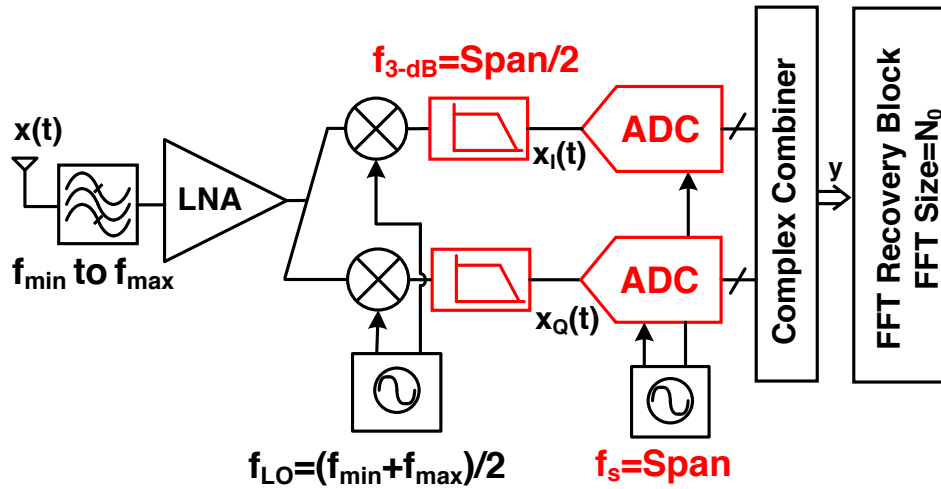 f3-dB=Span/2
x(t)
LNA
xI(t)
ADC
fmin to fmax
xQ(t)
ADC
fLO=(fmin+fmax)/2
fs=Span
Complex Combiner
y
FFT Recovery Block
FFT Size=N0